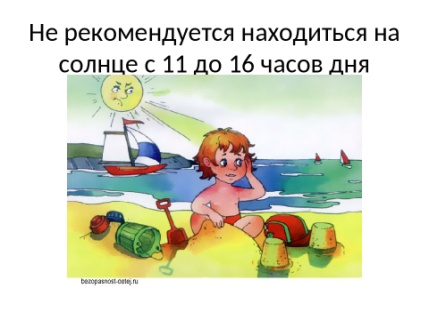 Не рекомендуется находиться на
солнце с 11 до 16 часов дня
bezopasnost-detej.ru